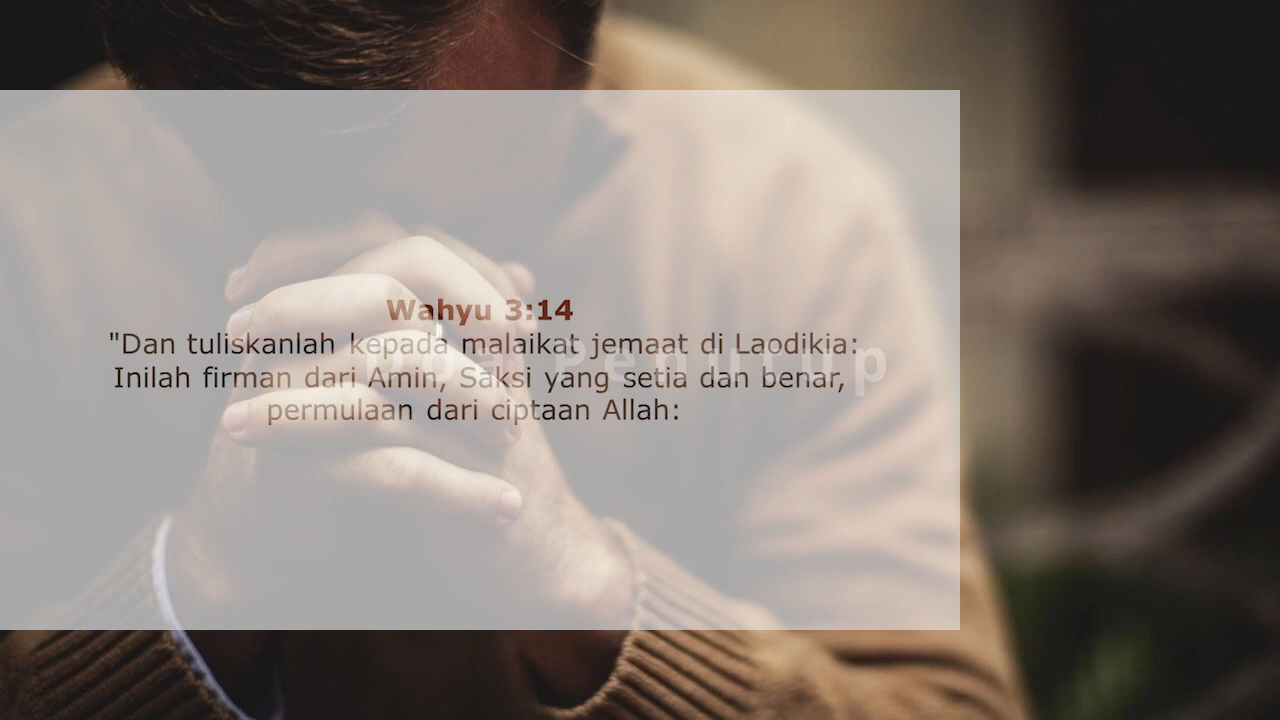 Wahyu 3:14
"Dan tuliskanlah kepada malaikat jemaat di Laodikia:
Inilah firman dari Amin, Saksi yang setia dan benar,
permulaan dari ciptaan Allah: